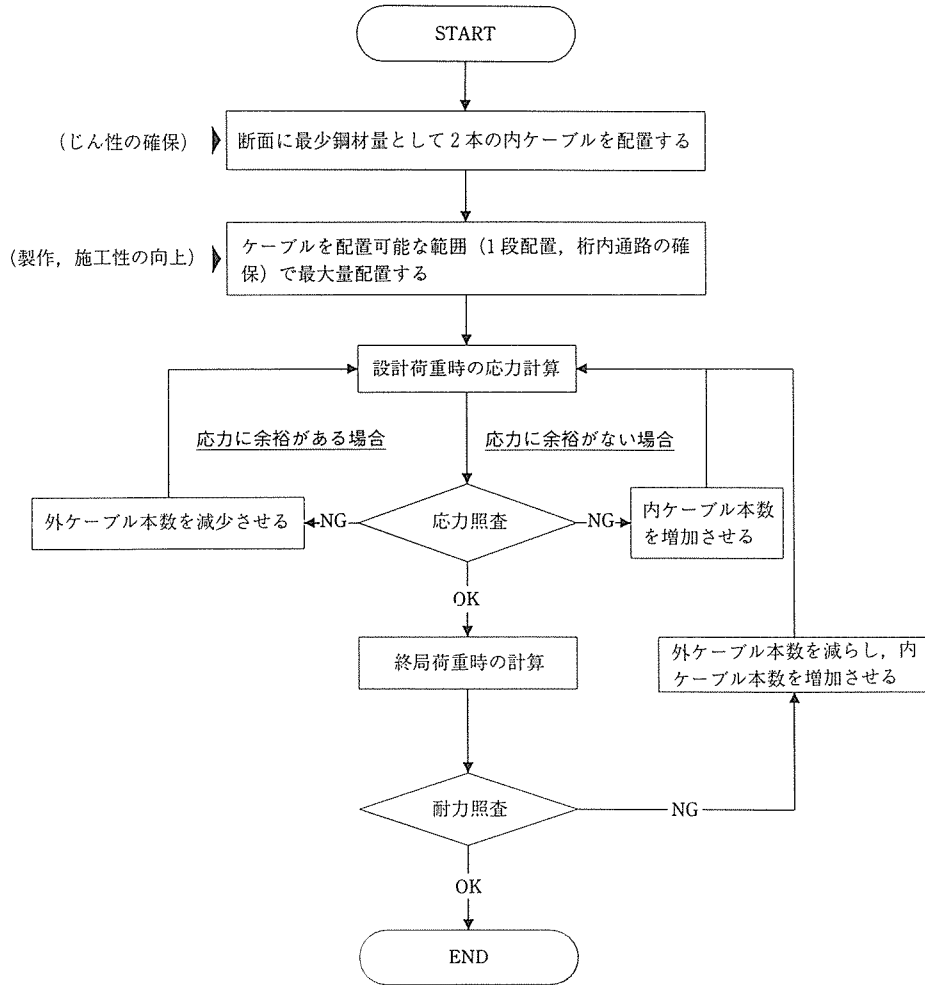 START
（じん性の確保）
断面に最少鋼材量として2本の内ケーブルを配置する
（製作，施工性の向上）
ケーブルを配置可能な範囲（1段配置，桁内通路の確
保）で最大量配置する
設計荷重時の応力計算
応力に余裕がある場合
応力に余裕がない場合
外ケーブル本数を減少させる
NG
応力照査
NG
内ケーブル本数
を増加させる
OK
終局荷重時の計算
外ケーブル本数を減らし，内
ケーブル本数を増加させる
耐力照査
NG
OK
END